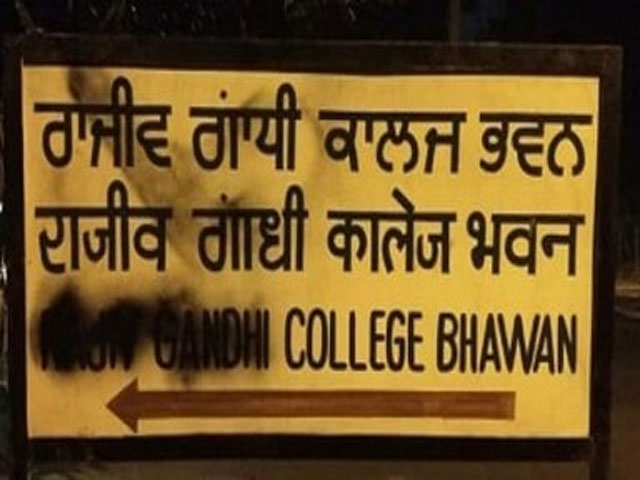 ਰਾਜੀਵ ਗਾਂਧੀ ਕਾਲਜ ਭਵਨ
राजीव गांधी कालेज भवन
GANDHI COLLEGE BHAWAN